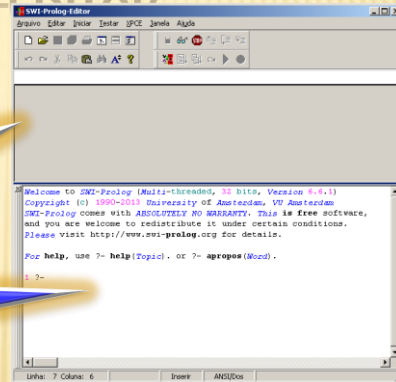 SWI-Prolog-Editor
Arquivo Editar Iniciar Testar XPCE Janela Ajuda
Welcome to SWI-Prolog (Multi-threaded, 32 bits, Version 6.6.1)
Copyright (c) 1990-2013 University of Amsterdam, VU Amsterdam
SWI-Prolog comes with ABSOLUTELY NO WARRANTY. This is free software,
and you are welcome to redistribute it under certain conditions.
Please visit http://www.swi-prolog.org for details.
For help, use ?- help(Topic). or ?- apropos(Word).
1 ?-
Linha: 7 Coluna: 6 Inserir ANSI/Dos